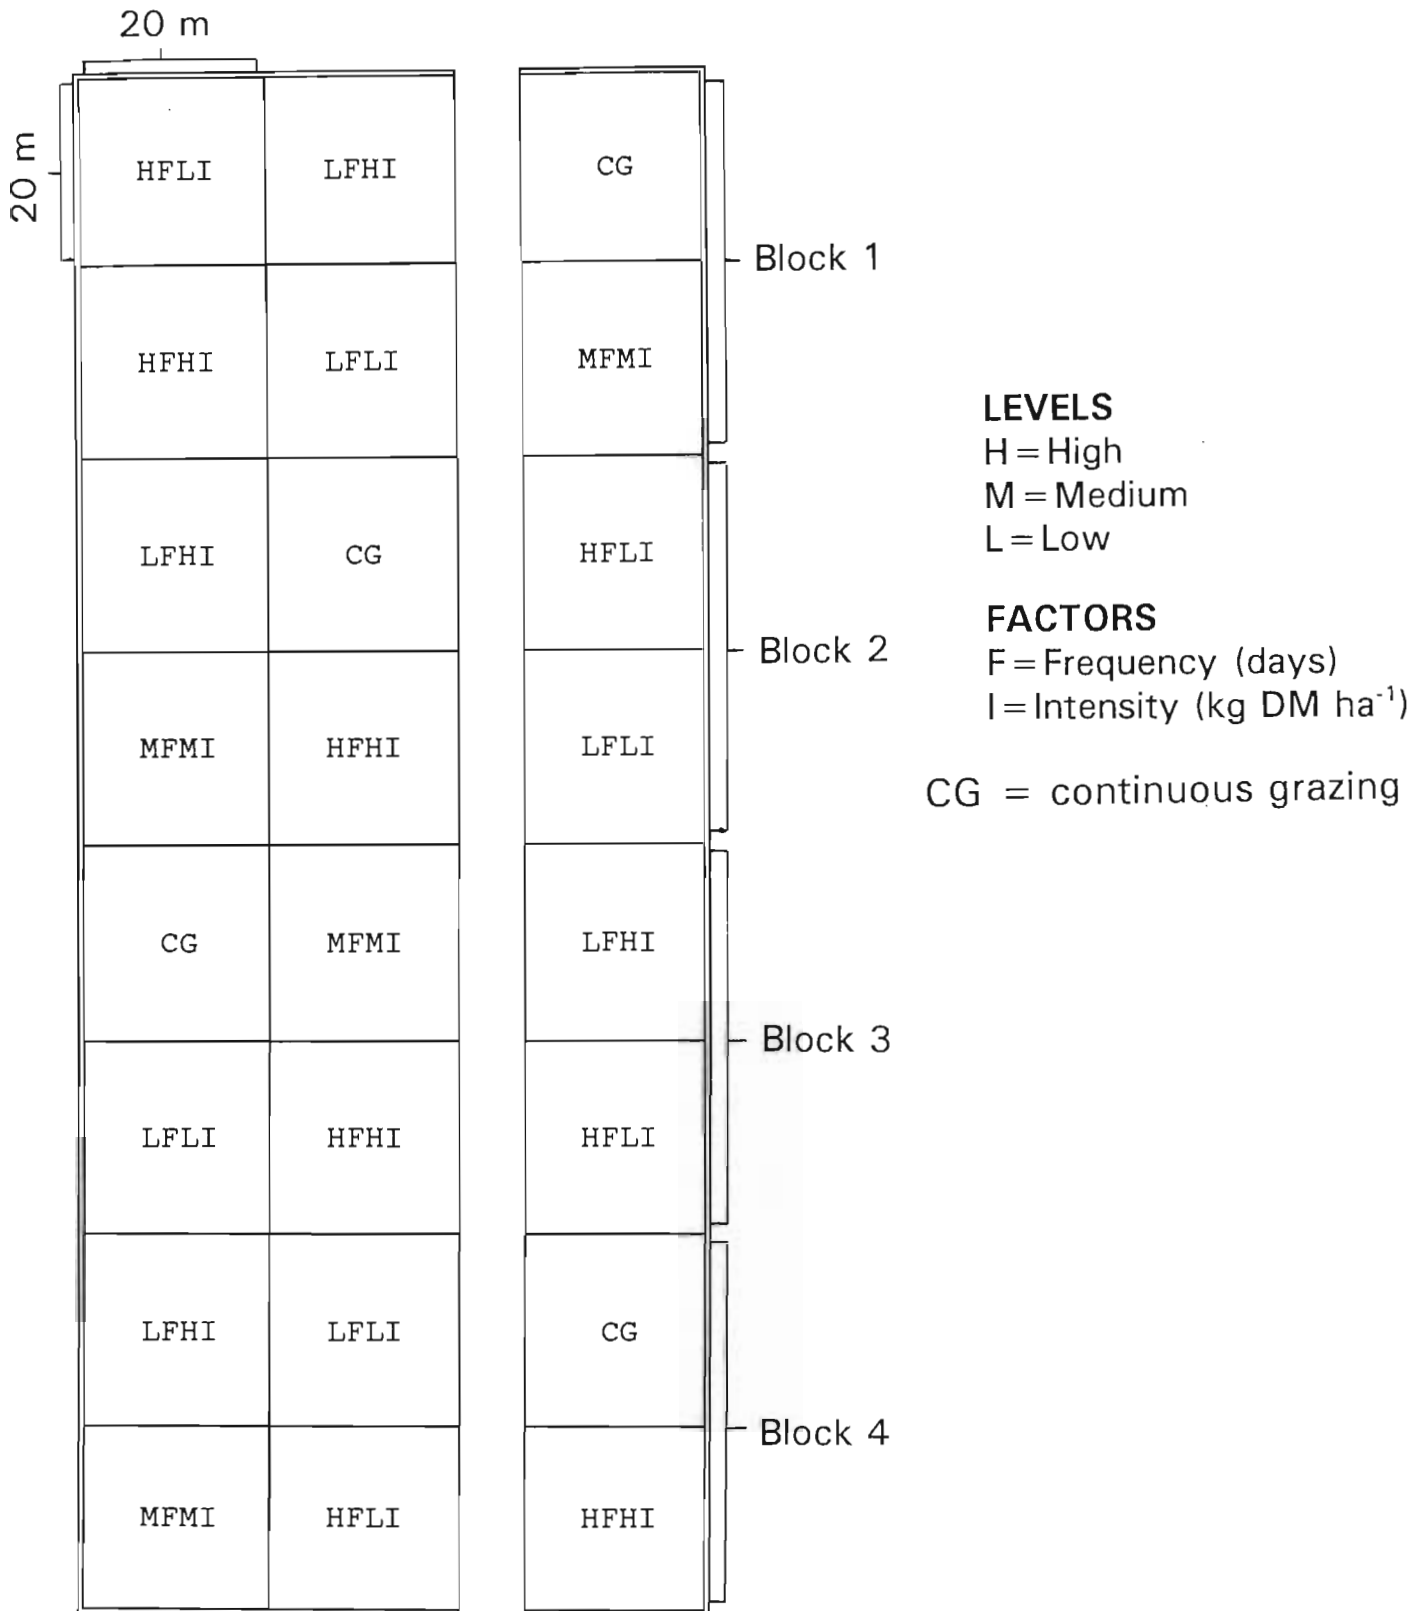 20 m
20 m
HFLI LFHI CG
Block 1
HFHI LFLI MFMI
LFHI CG HFLI
Block 2
MFMI HFHI LFLI
CG MFMI LFHI
Block 3
LFLI HFHI HFLI
LFHI LFLI CG
Block 4
MFMI HFLI HFHI
LEVELS
H = High
M = Medium
L = Low
FACTORS
F = Frequency (days)
I = Intensity (kg DM ha⁻¹)
CG = continuous grazing